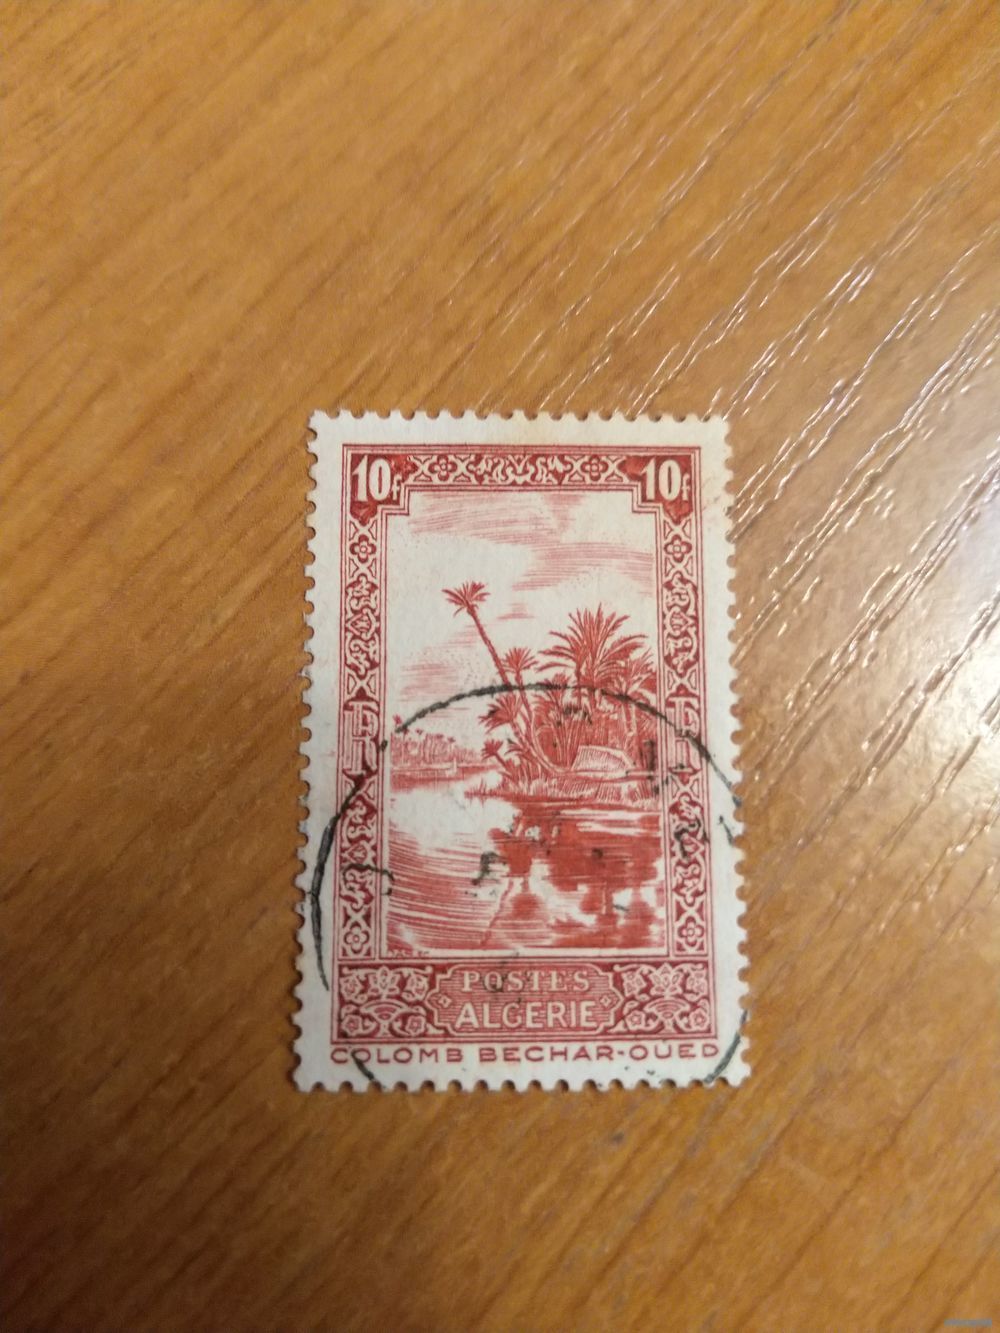 10f 10f
RF RF
POSTES
ALGERIE
COLOMB BECHAR-OUED